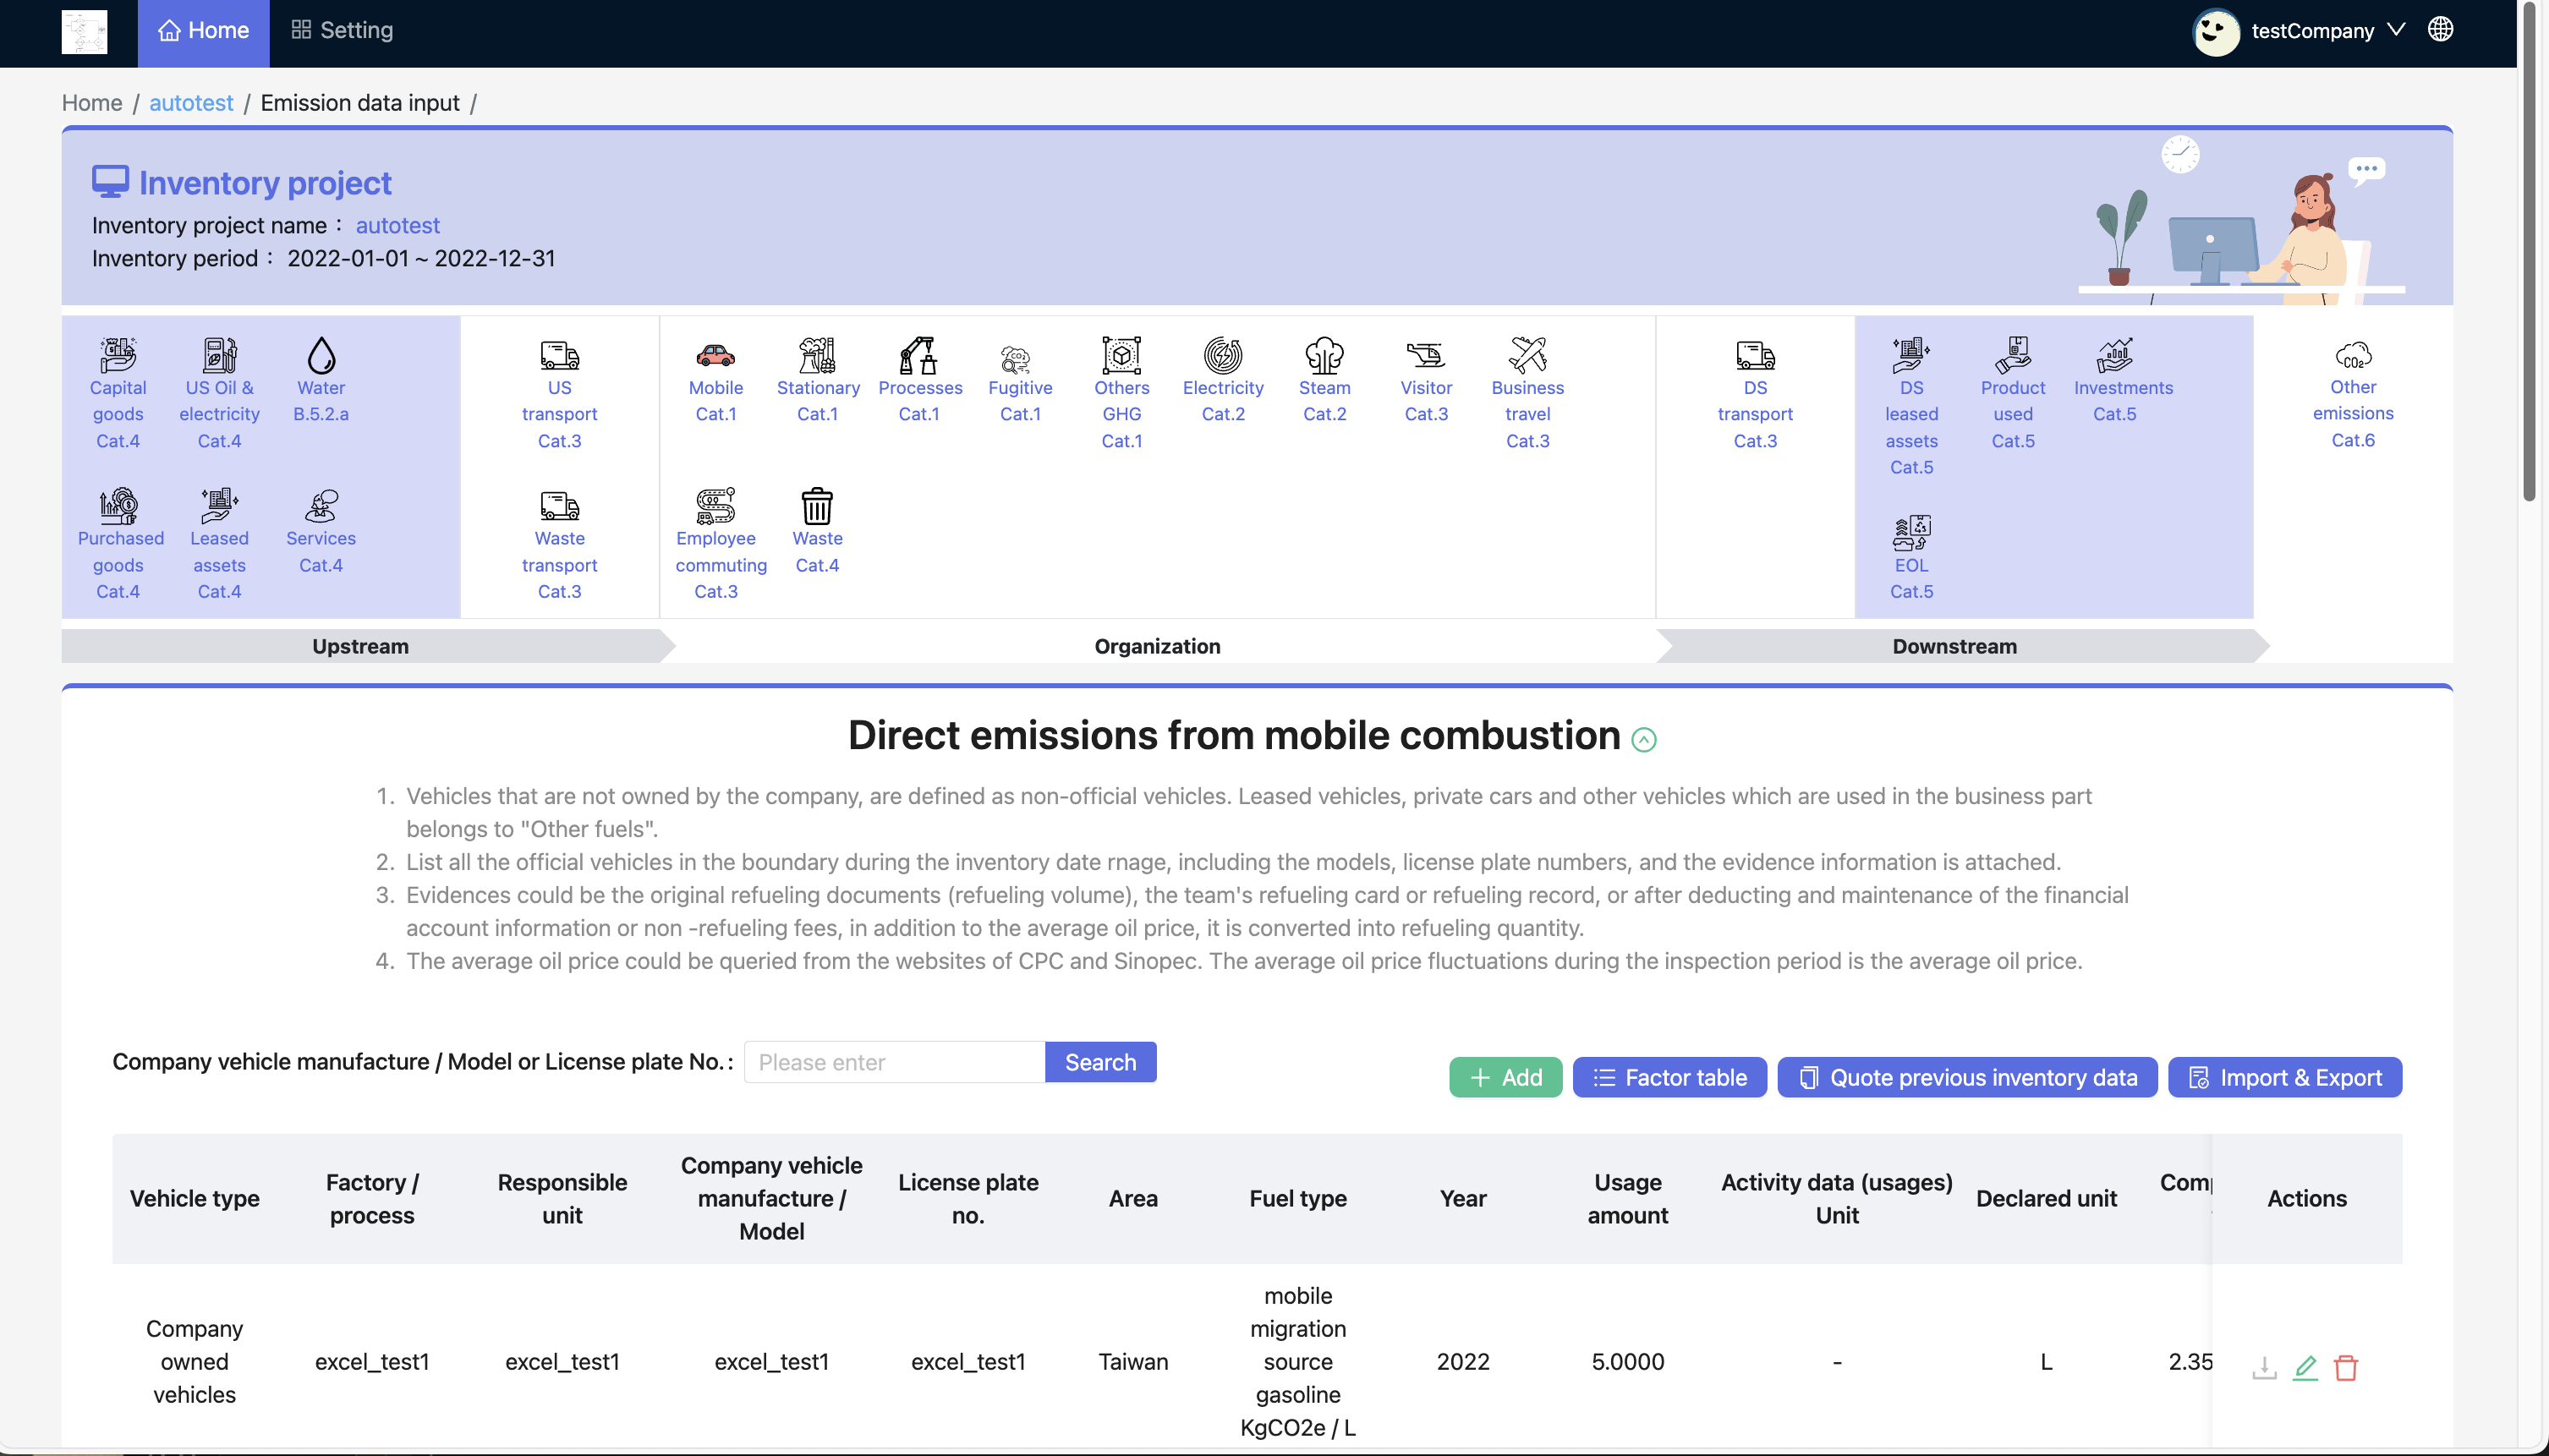 Home
Setting
testCompany
Home / autotest / Emission data input /
Inventory project
Inventory project name： autotest
Inventory period： 2022-01-01 ~ 2022-12-31
Capital goods Cat.4
US Oil & electricity Cat.4
Water B.5.2.a
US transport Cat.3
Mobile Cat.1
Stationary Cat.1
Processes Cat.1
Fugitive Cat.1
Others GHG Cat.1
Electricity Cat.2
Steam Cat.2
Visitor Cat.3
Business travel Cat.3
DS transport Cat.3
DS leased assets Cat.5
Product used Cat.5
Investments Cat.5
Other emissions Cat.6
Purchased goods Cat.4
Leased assets Cat.4
Services Cat.4
Waste transport Cat.3
Employee commuting Cat.3
Waste Cat.4
EOL Cat.5
Upstream
Organization
Downstream
Direct emissions from mobile combustion
1. Vehicles that are not owned by the company, are defined as non-official vehicles. Leased vehicles, private cars and other vehicles which are used in the business part
belongs to "Other fuels".
2. List all the official vehicles in the boundary during the inventory date rnage, including the models, license plate numbers, and the evidence information is attached.
3. Evidences could be the original refueling documents (refueling volume), the team's refueling card or refueling record, or after deducting and maintenance of the financial
account information or non -refueling fees, in addition to the average oil price, it is converted into refueling quantity.
4. The average oil price could be queried from the websites of CPC and Sinopec. The average oil price fluctuations during the inspection period is the average oil price.
Company vehicle manufacture / Model or License plate No. :
Please enter
Search
Add
Factor table
Quote previous inventory data
Import & Export
Vehicle type
Factory / process
Responsible unit
Company vehicle manufacture / Model
License plate no.
Area
Fuel type
Year
Usage amount
Activity data (usages) Unit
Declared unit
Actions
Company owned vehicles
excel_test1
excel_test1
excel_test1
excel_test1
Taiwan
mobile migration source gasoline KgCO2e / L
2022
5.0000
-
L
2.35